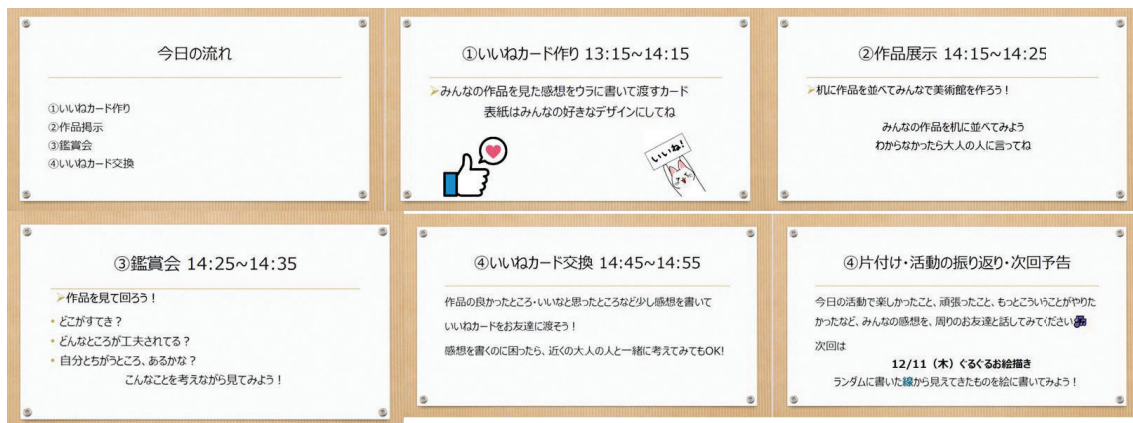 今日の流れ
①いいねカード作り
②作品掲示
③鑑賞会
④いいねカード交換
①いいねカード作り 13:15~14:15
➢みんなの作品を見た感想をウラに書いて渡すカード
表紙はみんなの好きなデザインにしてね
いいね!
②作品展示 14:15~14:25
➢机に作品を並べてみんなで美術館を作ろう！
みんなの作品を机に並べてみよう
わからなかったら大人の人に言ってね
③鑑賞会 14:25~14:35
➢作品を見て回ろう！
• どこがすてき？
• どんなところが工夫されてる？
• 自分とちがうところ、あるかな？
こんなことを考えながら見てみよう！
④いいねカード交換 14:45~14:55
作品の良かったところ・いいなと思ったところなど少し感想を書いて
いいねカードをお友達に渡そう！
感想を書くのに困ったら、近くの大人の人と一緒に考えてみてもOK!
④片付け・活動の振り返り・次回予告
今日の活動で楽しかったこと、頑張ったこと、もっとこういうことがやりた
かったなど、みんなの感想を、周りのお友達と話してみてください
次回は
12/11（木）ぐるぐるお絵描き
ランダムに書いた線から見えてきたものを絵に書いてみよう！